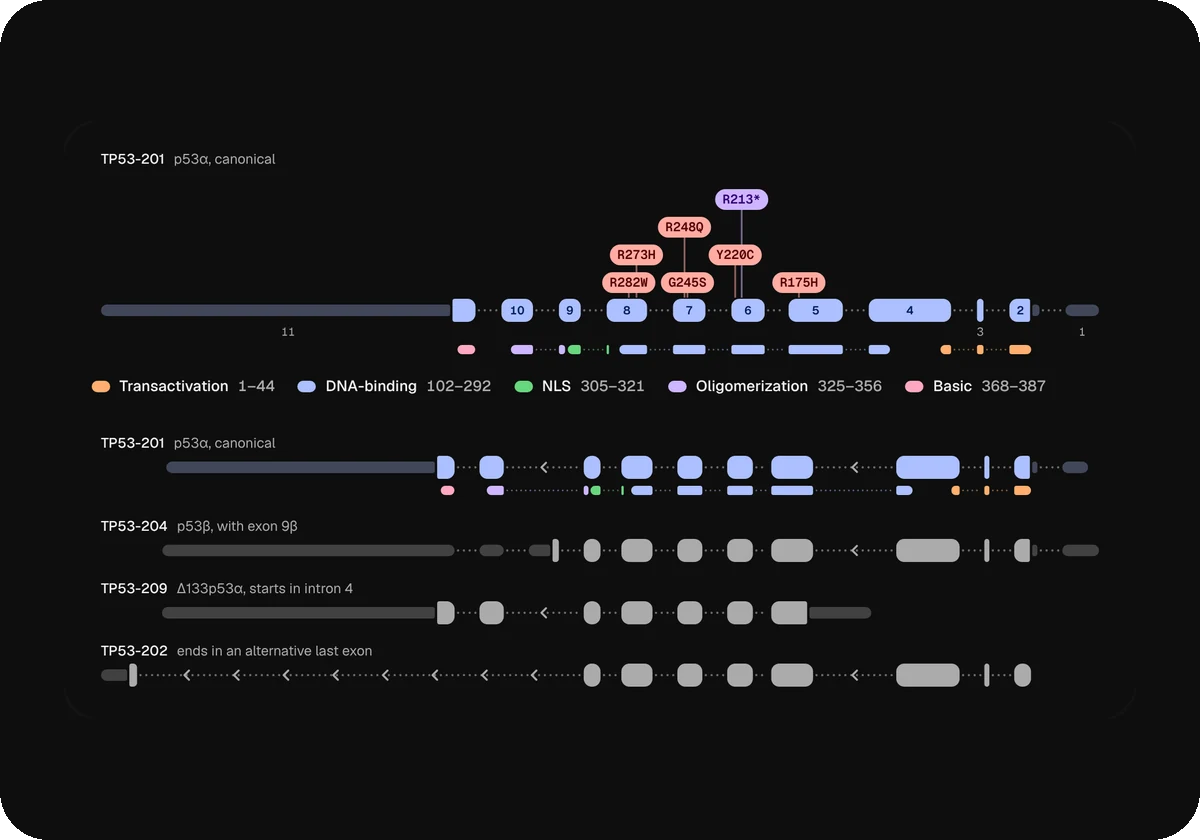 TP53-201 p53α, canonical
R213*
R248Q
R273H Y220C
R282W G245S R175H
10 9 8 7 6 5 4 2
11 3 1
Transactivation 1–44 DNA-binding 102–292 NLS 305–321 Oligomerization 325–356 Basic 368–387
TP53-201 p53α, canonical
TP53-204 p53β, with exon 9β
TP53-209 Δ133p53α, starts in intron 4
TP53-202 ends in an alternative last exon